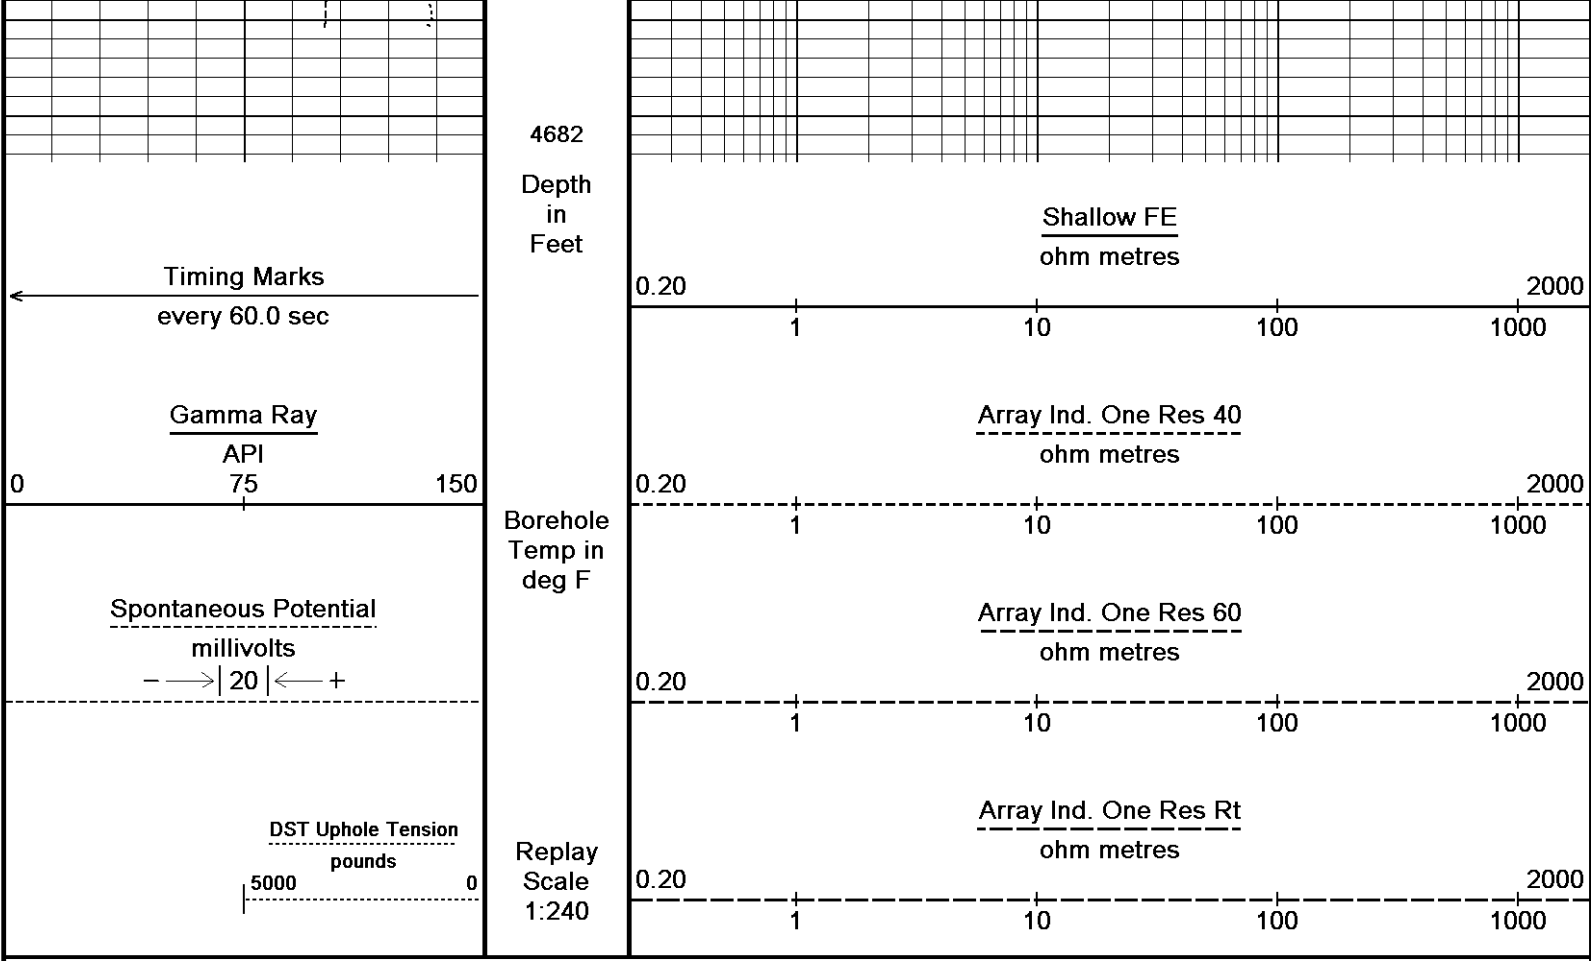 4682
Depth
in
Feet
Timing Marks
every 60.0 sec
Gamma Ray
API
0 75 150
Spontaneous Potential
millivolts
− 20 +
DST Uphole Tension
pounds
5000 0
Borehole
Temp in
deg F
Replay
Scale
1:240
Shallow FE
ohm metres
0.20 2000
1 10 100 1000
Array Ind. One Res 40
ohm metres
0.20 2000
1 10 100 1000
Array Ind. One Res 60
ohm metres
0.20 2000
1 10 100 1000
Array Ind. One Res Rt
ohm metres
0.20 2000
1 10 100 1000